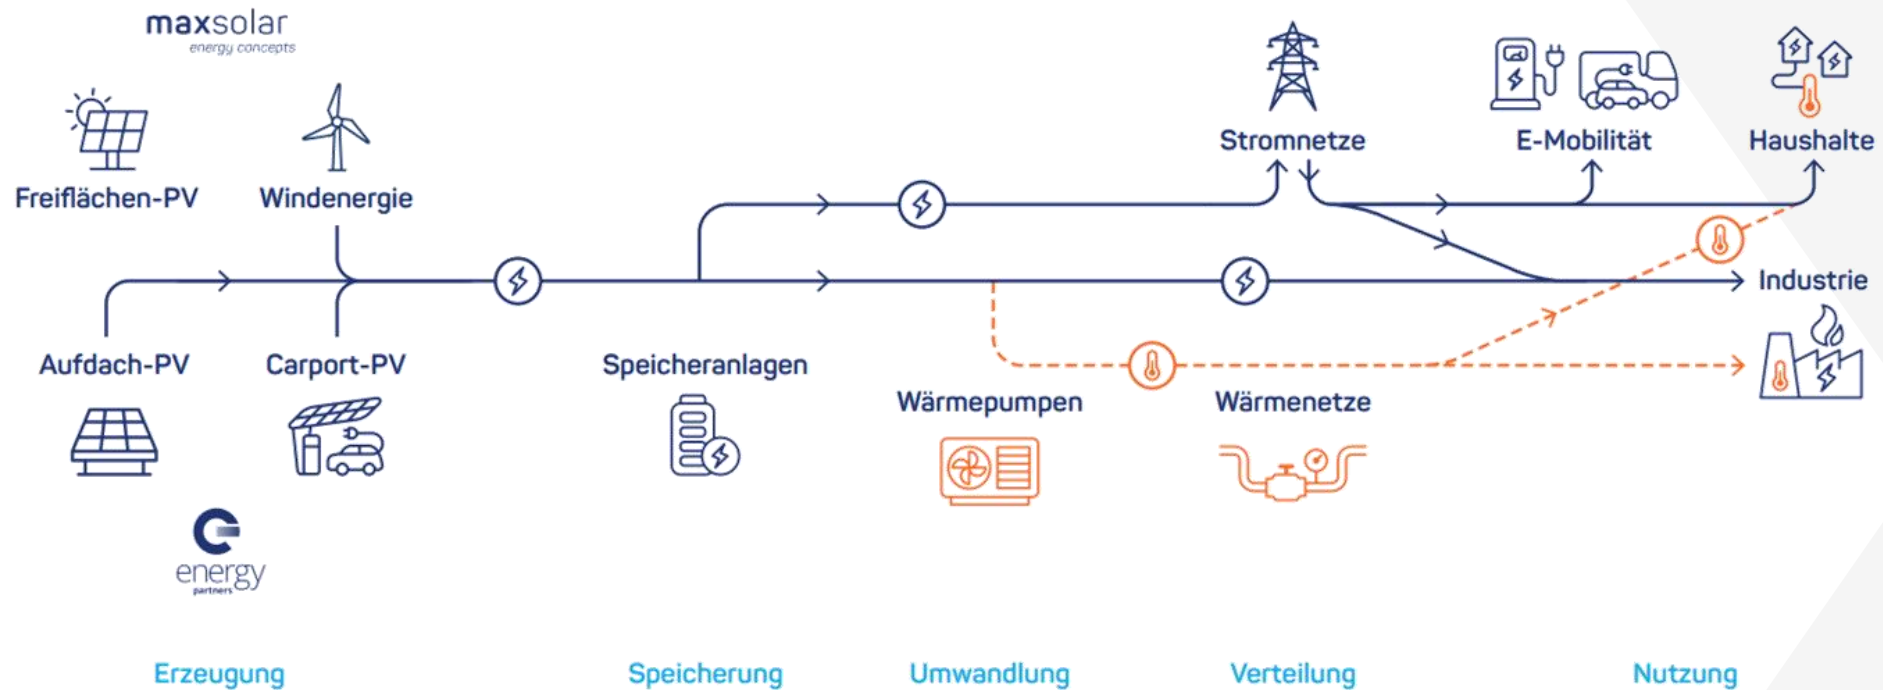 maxsolar
energy concepts
Stromnetze
E-Mobilität
Haushalte
Freiflächen-PV
Windenergie
Industrie
Aufdach-PV
Carport-PV
Speicheranlagen
Wärmepumpen
Wärmenetze
energy
partners
Erzeugung
Speicherung
Umwandlung
Verteilung
Nutzung